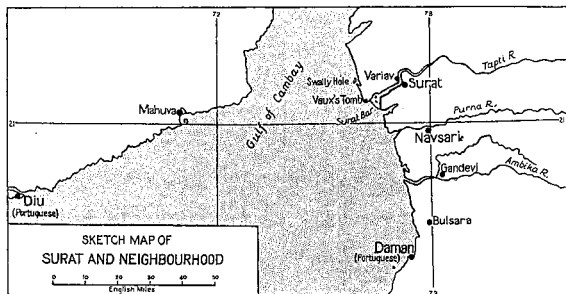 72
78
Tapti R
Variav
Surat
Swally Hole
Vaux's Tomb
Surat Bar
Mahuva
Gulf of Cambay
21
21
Purna R.
Navsari
Gandevi
Ambika R.
Diu
(Portuguese)
Bulsara
Daman
(Portuguese)
SKETCH MAP OF
SURAT AND NEIGHBOURHOOD
0 10 20 30 40 50
English Miles